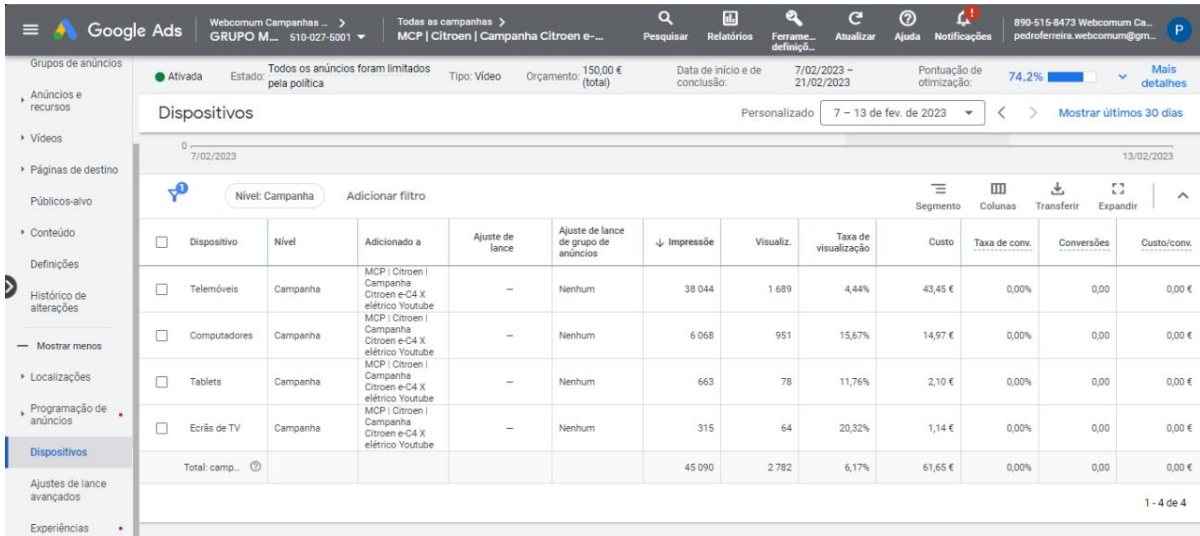 Google Ads
Webcomum Campanhas ... >
GRUPO M... 510-027-5001
Todas as campanhas >
MCP | Citroen | Campanha Citroen e-...
Pesquisar
Relatórios
Ferrame...
definiçõ...
Atualizar
Ajuda
Notificações
890-515-8473 Webcomum Ca...
pedroferreira.webcomum@gm...
P
Grupos de anúncios
Anúncios e
recursos
Vídeos
Páginas de destino
Públicos-alvo
Conteúdo
Definições
Histórico de
alterações
Mostrar menos
Localizações
Programação de
anúncios
Dispositivos
Ajustes de lance
avançados
Experiências
Ativada
Estado: Todos os anúncios foram limitados
pela política
Tipo: Vídeo
Orçamento: 150,00 €
(total)
Data de início e de
conclusão:
7/02/2023 –
21/02/2023
Pontuação de
otimização:
74,2%
Mais
detalhes
Dispositivos
Personalizado
7 – 13 de fev. de 2023
Mostrar últimos 30 dias
0
7/02/2023
13/02/2023
1
Nível: Campanha
Adicionar filtro
Segmento
Colunas
Transferir
Expandir
Dispositivo
Nível
Adicionado a
Ajuste de
lance
Ajuste de lance
de grupo de
anúncios
Impressõe
Visualiz.
Taxa de
visualização
Custo
Taxa de conv.
Conversões
Custo/conv.
Telemóveis
Campanha
MCP | Citroen |
Campanha
Citroen e-C4 X
elétrico Youtube
—
Nenhum
38 044
1 689
4,44%
43,45 €
0,00%
0,00
0,00 €
Computadores
Campanha
MCP | Citroen |
Campanha
Citroen e-C4 X
elétrico Youtube
—
Nenhum
6 068
951
15,67%
14,97 €
0,00%
0,00
0,00 €
Tablets
Campanha
MCP | Citroen |
Campanha
Citroen e-C4 X
elétrico Youtube
—
Nenhum
663
78
11,76%
2,10 €
0,00%
0,00
0,00 €
Ecrãs de TV
Campanha
MCP | Citroen |
Campanha
Citroen e-C4 X
elétrico Youtube
—
Nenhum
315
64
20,32%
1,14 €
0,00%
0,00
0,00 €
Total: camp...
45 090
2 782
6,17%
61,65 €
0,00%
0,00
0,00 €
1 - 4 de 4